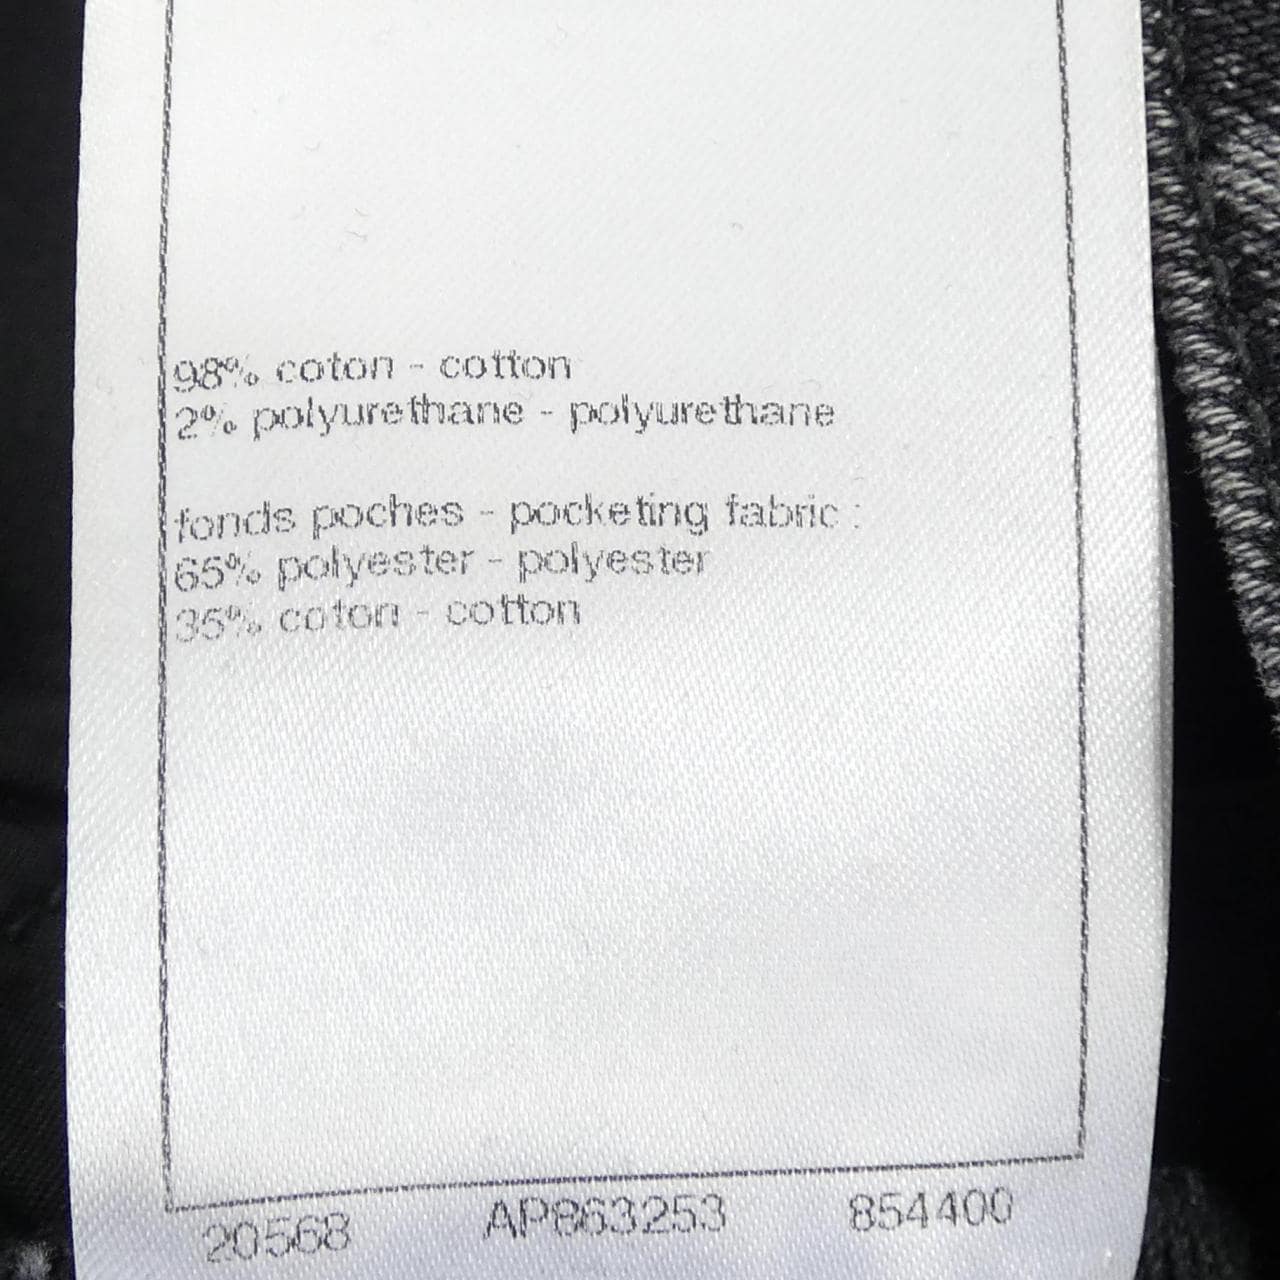 98% coton - cotton
2% polyurethane - polyurethane
fonds poches - pocketing fabric :
65% polyester - polyester
35% coton - cotton
20568 AP863253 854400